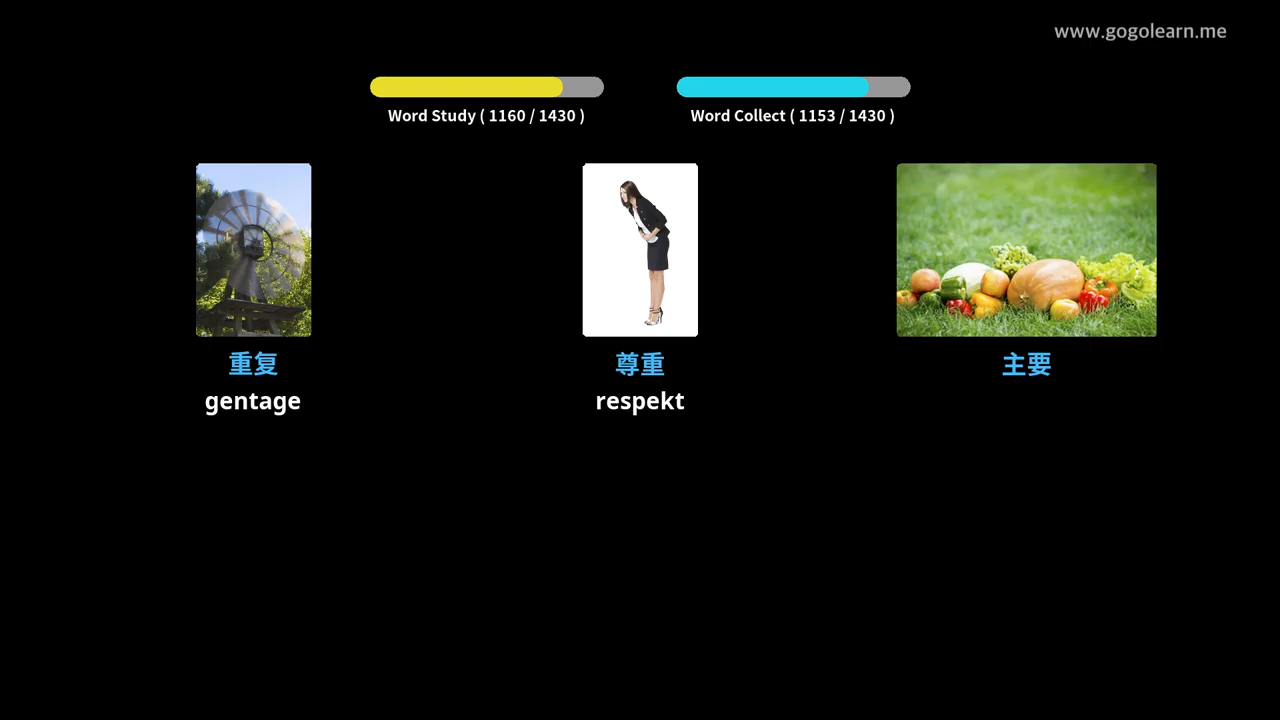 www.gogolearn.me
Word Study ( 1160 / 1430 )
Word Collect ( 1153 / 1430 )
重复
尊重
主要
gentage
respekt